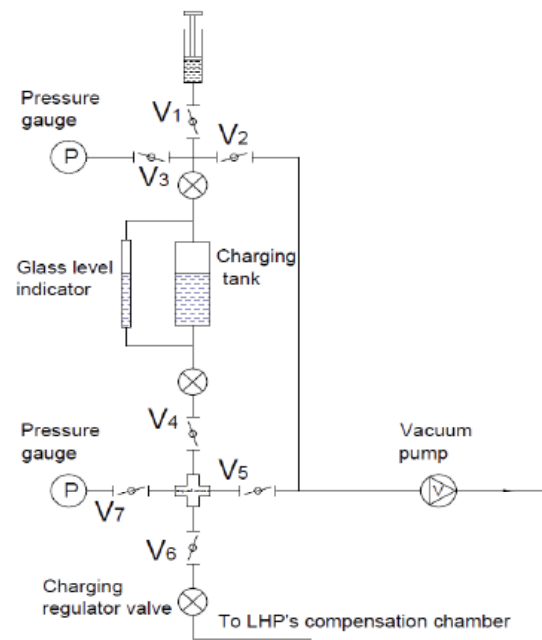 V1
Pressure
gauge
V2
P
V3
Glass level
indicator
Charging
tank
V4
Pressure
gauge
V5
Vacuum
pump
P
V
V7
V6
Charging
regulator valve
To LHP's compensation chamber